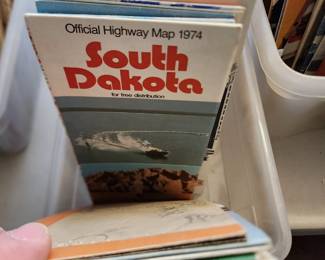 Official Highway Map 1974
South
Dakota
for free distribution